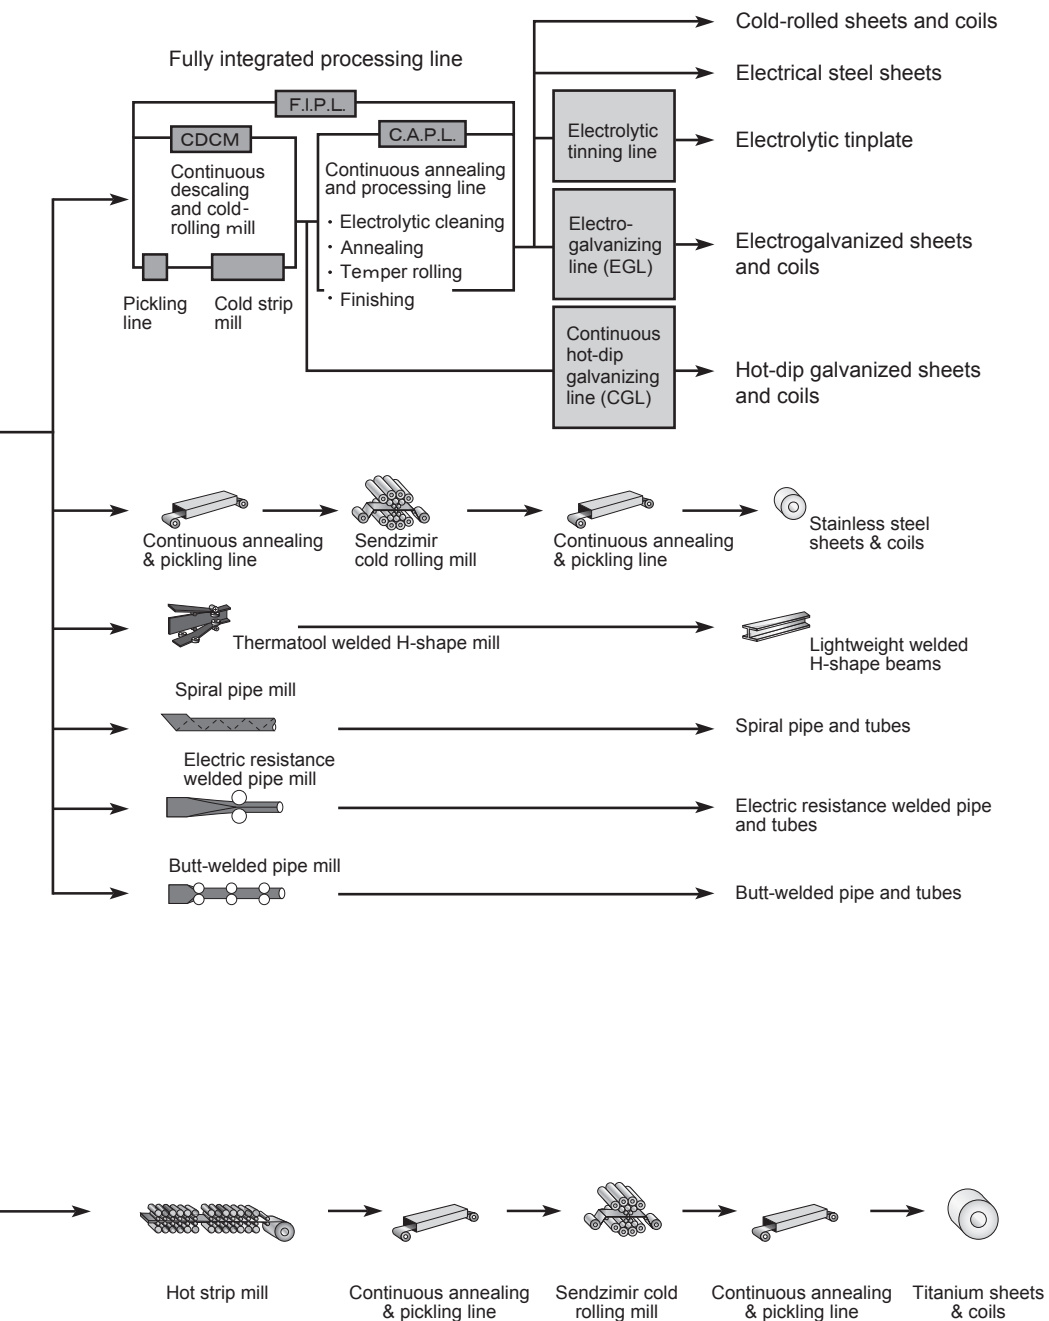 Cold-rolled sheets and coils
Fully integrated processing line
Electrical steel sheets
F.I.P.L.
CDCM
C.A.P.L.
Continuous
descaling
and cold-
rolling mill
Continuous annealing
and processing line
・Electrolytic cleaning
・Annealing
・Temper rolling
・Finishing
Pickling
line
Cold strip
mill
Electrolytic
tinning line
Electrolytic tinplate
Electro-
galvanizing
line (EGL)
Electrogalvanized sheets
and coils
Continuous
hot-dip
galvanizing
line (CGL)
Hot-dip galvanized sheets
and coils
Continuous annealing
& pickling line
Sendzimir
cold rolling mill
Continuous annealing
& pickling line
Stainless steel
sheets & coils
Thermatool welded H-shape mill
Lightweight welded
H-shape beams
Spiral pipe mill
Spiral pipe and tubes
Electric resistance
welded pipe mill
Electric resistance welded pipe
and tubes
Butt-welded pipe mill
Butt-welded pipe and tubes
Hot strip mill
Continuous annealing
& pickling line
Sendzimir cold
rolling mill
Continuous annealing
& pickling line
Titanium sheets
& coils